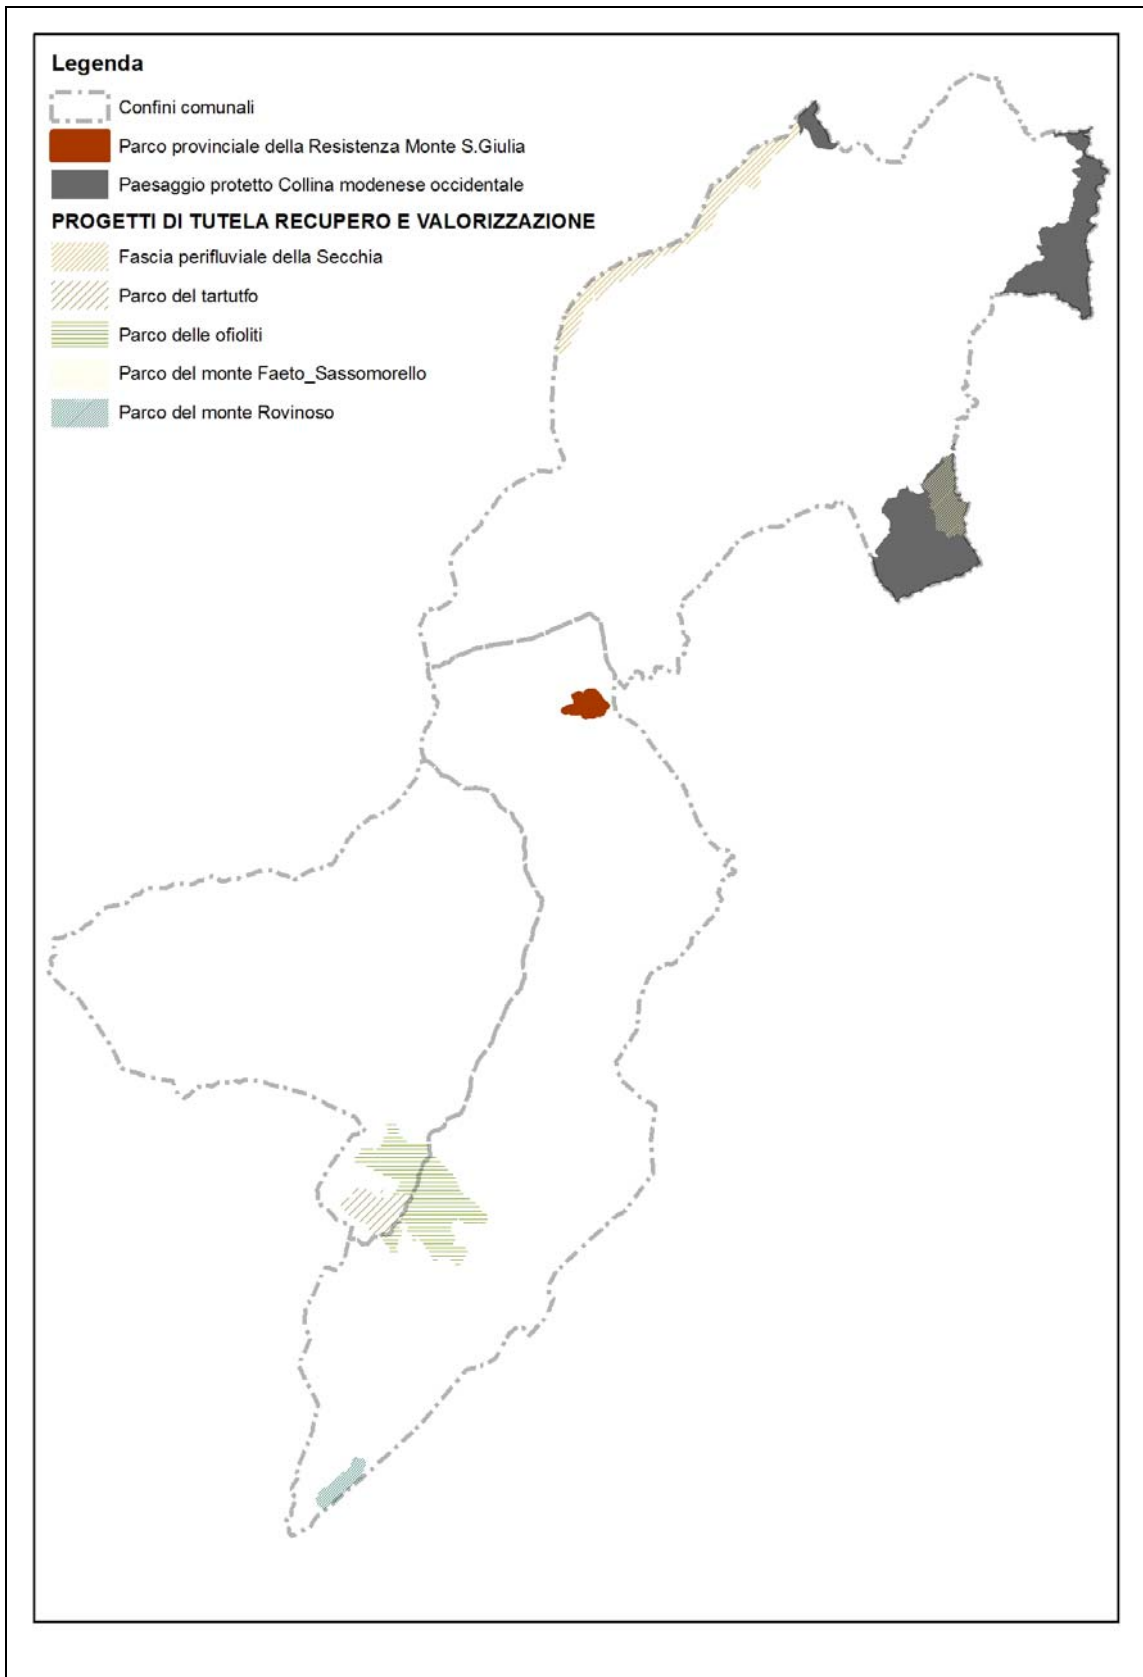 Legenda
Confini comunali
Parco provinciale della Resistenza Monte S.Giulia
Paesaggio protetto Collina modenese occidentale
PROGETTI DI TUTELA RECUPERO E VALORIZZAZIONE
Fascia perifluviale della Secchia
Parco del tartutfo
Parco delle ofioliti
Parco del monte Faeto_Sassomorello
Parco del monte Rovinoso